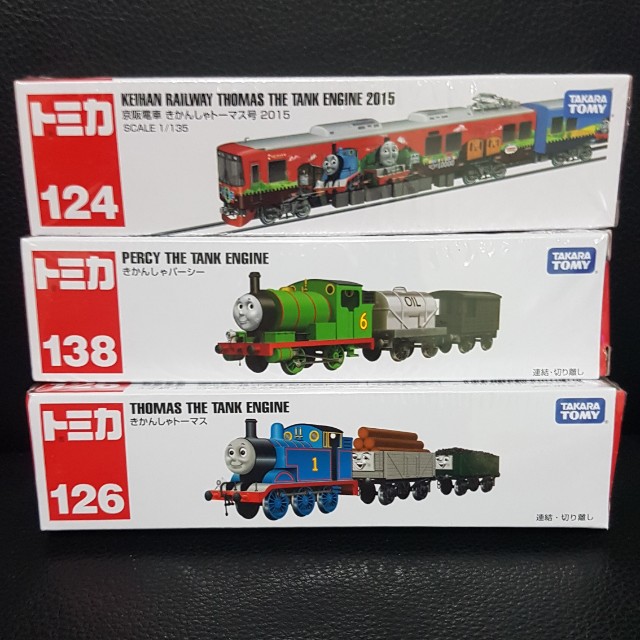 トミカ
124
KEIHAN RAILWAY THOMAS THE TANK ENGINE 2015
京阪電車 きかんしゃトーマス号 2015
SCALE 1/135
TAKARA
TOMY
トミカ
138
PERCY THE TANK ENGINE
きかんしゃパーシー
6
OIL
TAKARA
TOMY
連結・切り離し
トミカ
126
THOMAS THE TANK ENGINE
きかんしゃトーマス
1
TAKARA
TOMY
連結・切り離し